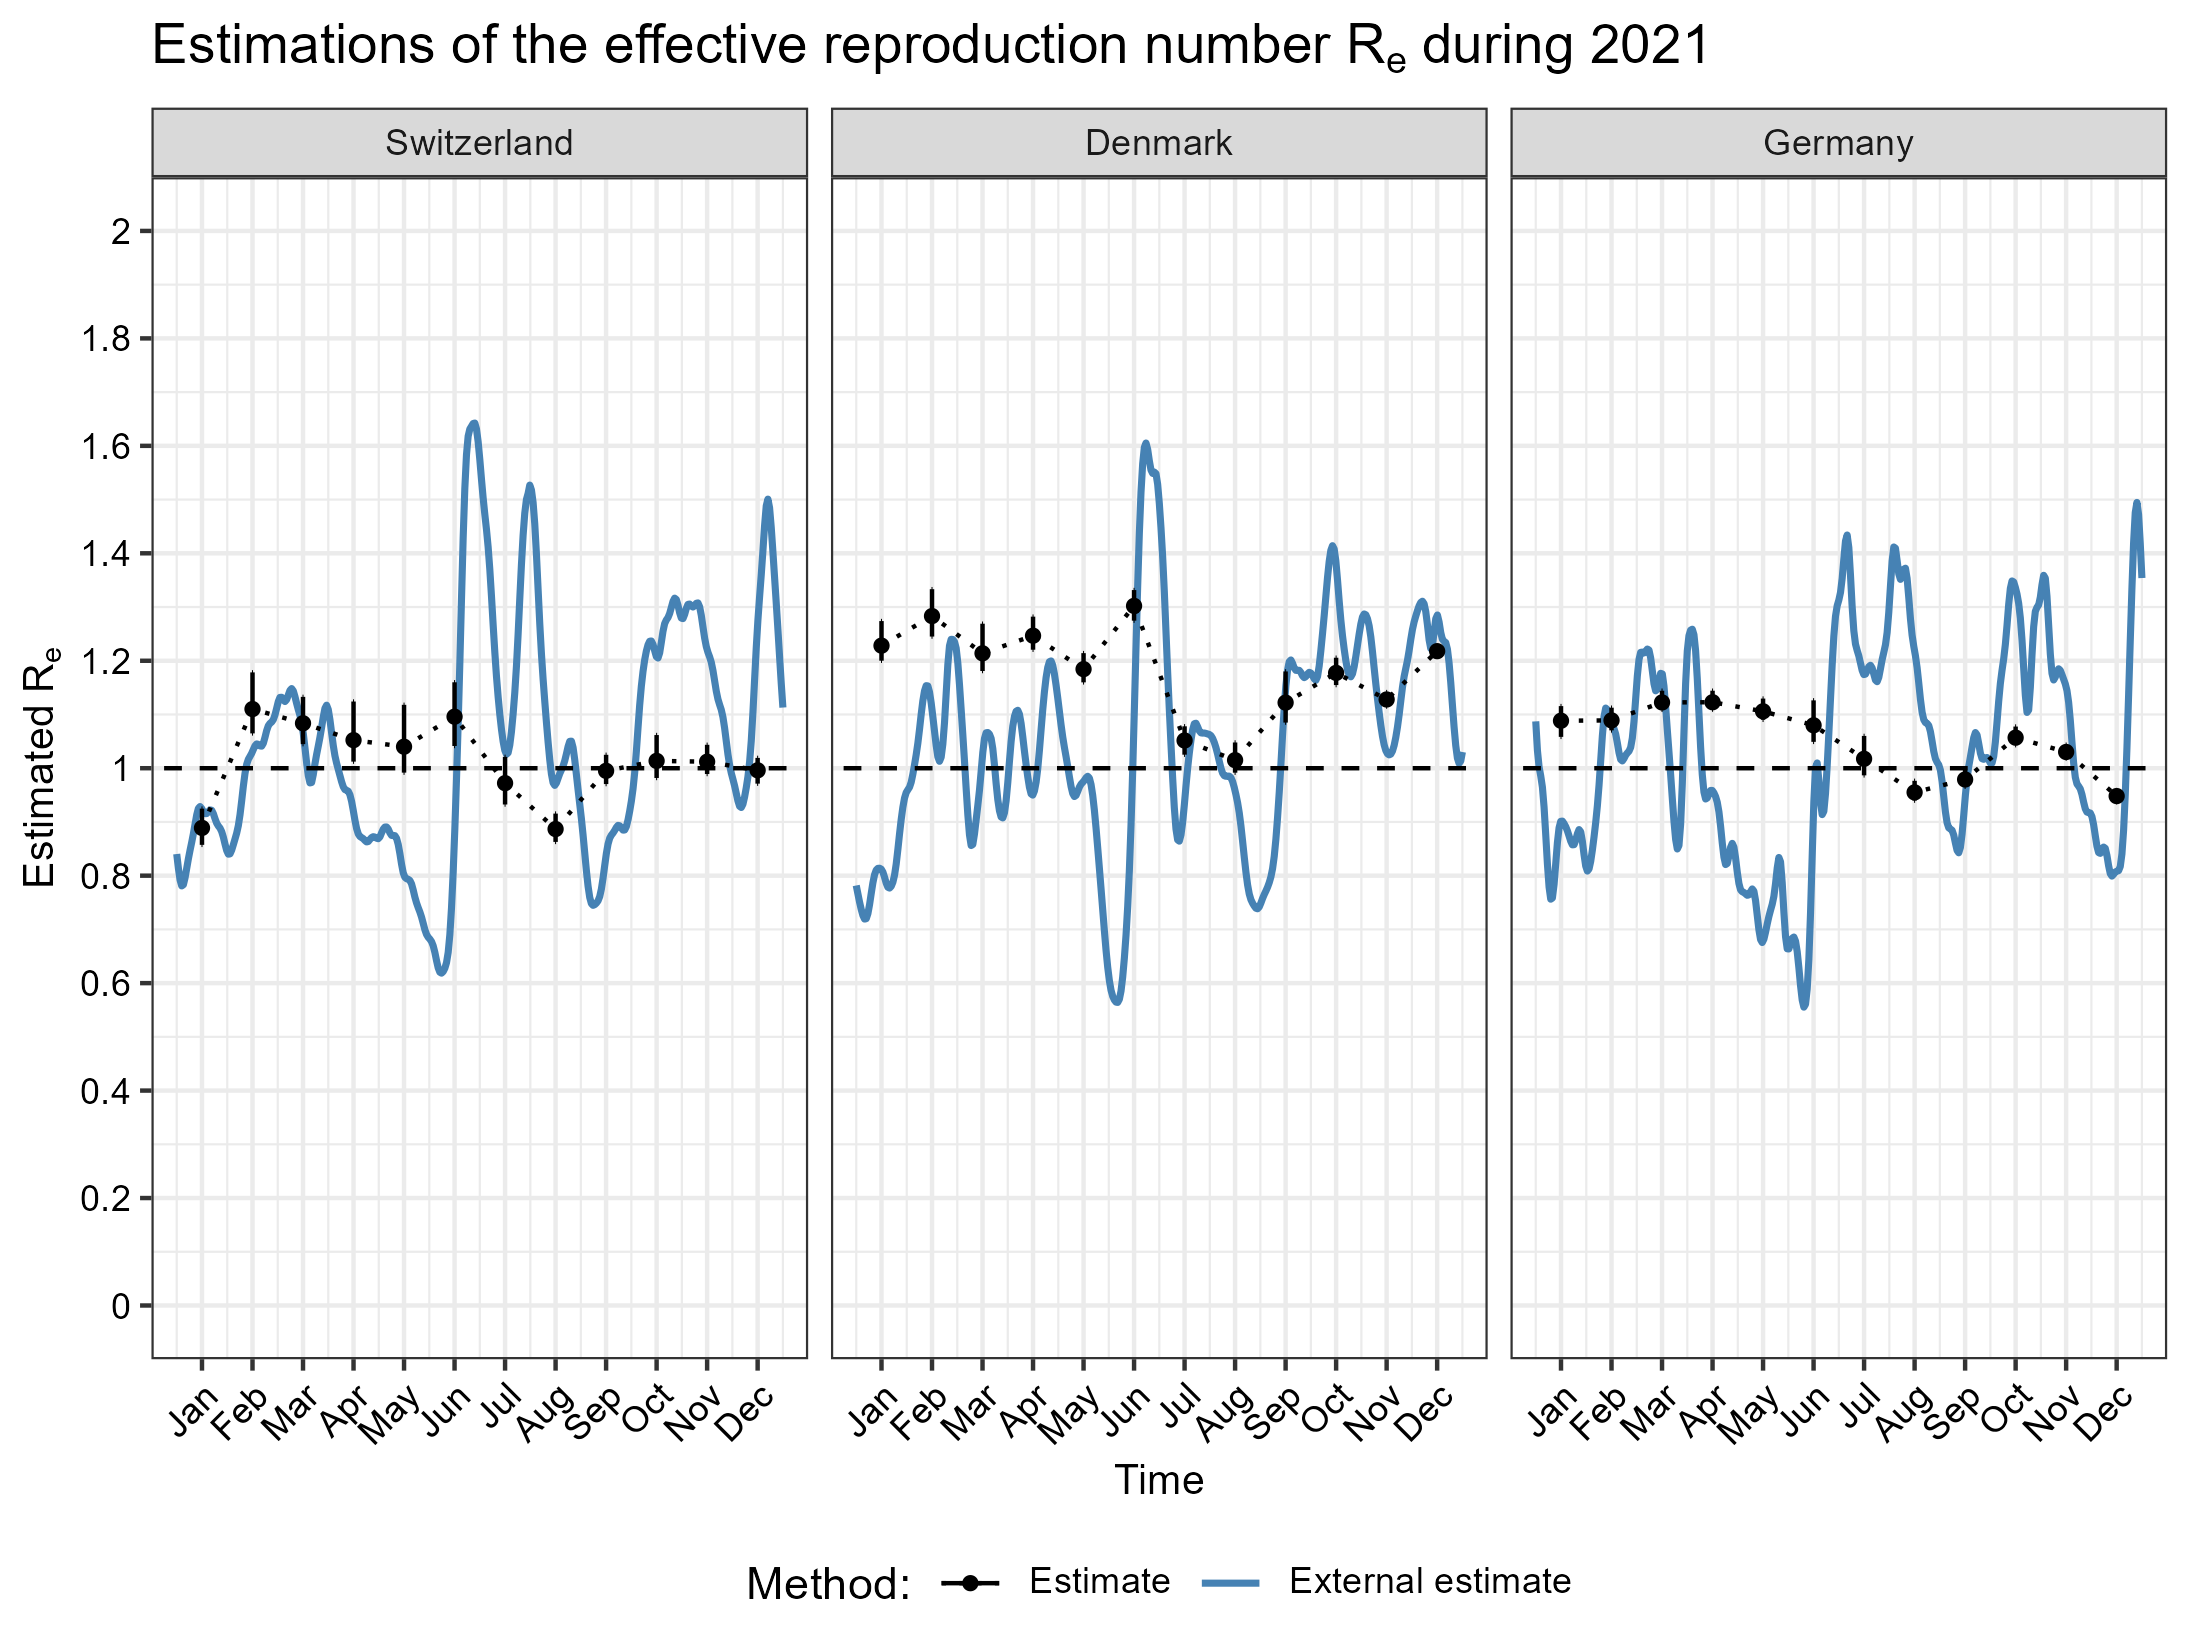 Estimations of the effective reproduction number Re during 2021
Switzerland
Denmark
Germany
Estimated Re
2
1.8
1.6
1.4
1.2
1
0.8
0.6
0.4
0.2
0
Jan Feb Mar Apr May Jun Jul Aug Sep Oct Nov Dec
Jan Feb Mar Apr May Jun Jul Aug Sep Oct Nov Dec
Jan Feb Mar Apr May Jun Jul Aug Sep Oct Nov Dec
Time
Method: Estimate External estimate